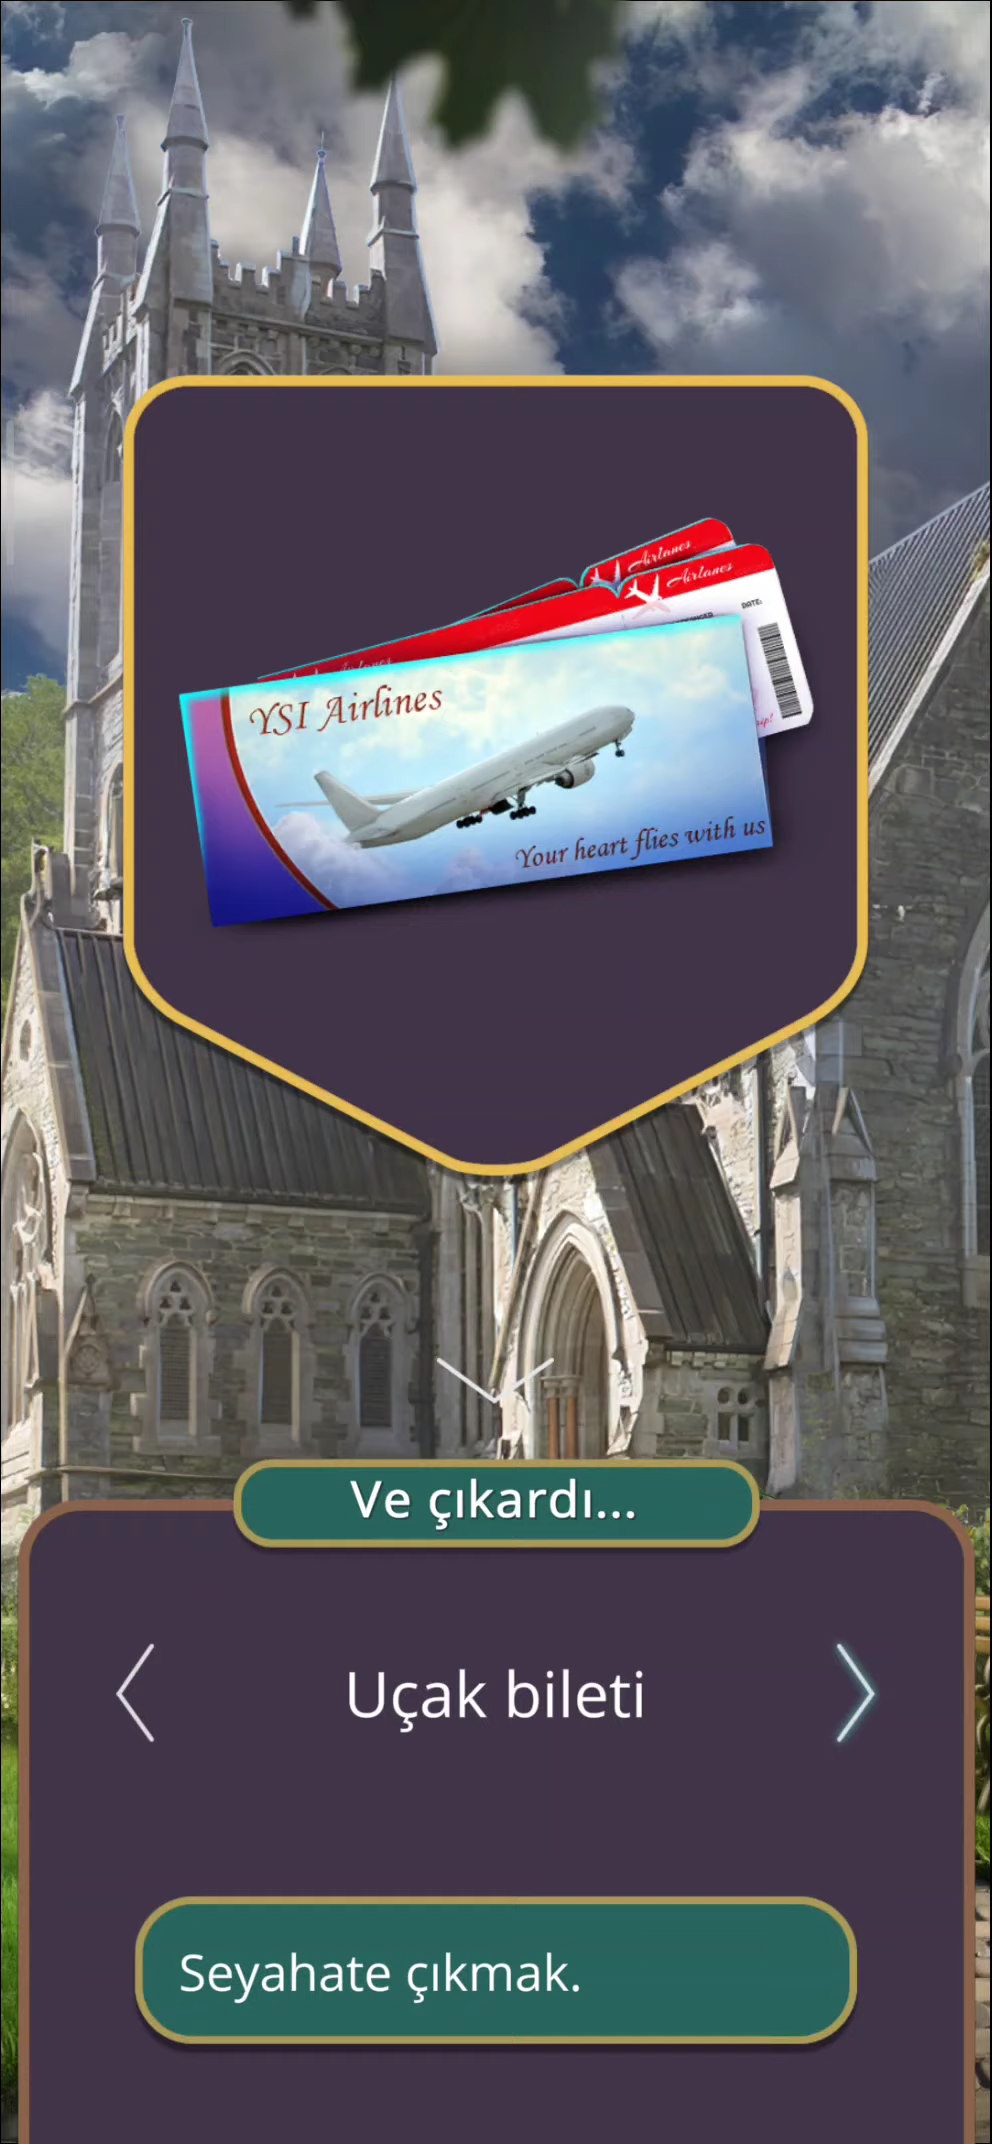 Airlanes
Airlanes
DATE:
YSI Airlines
Your heart flies with us
Ve çıkardı...
Uçak bileti
Seyahate çıkmak.